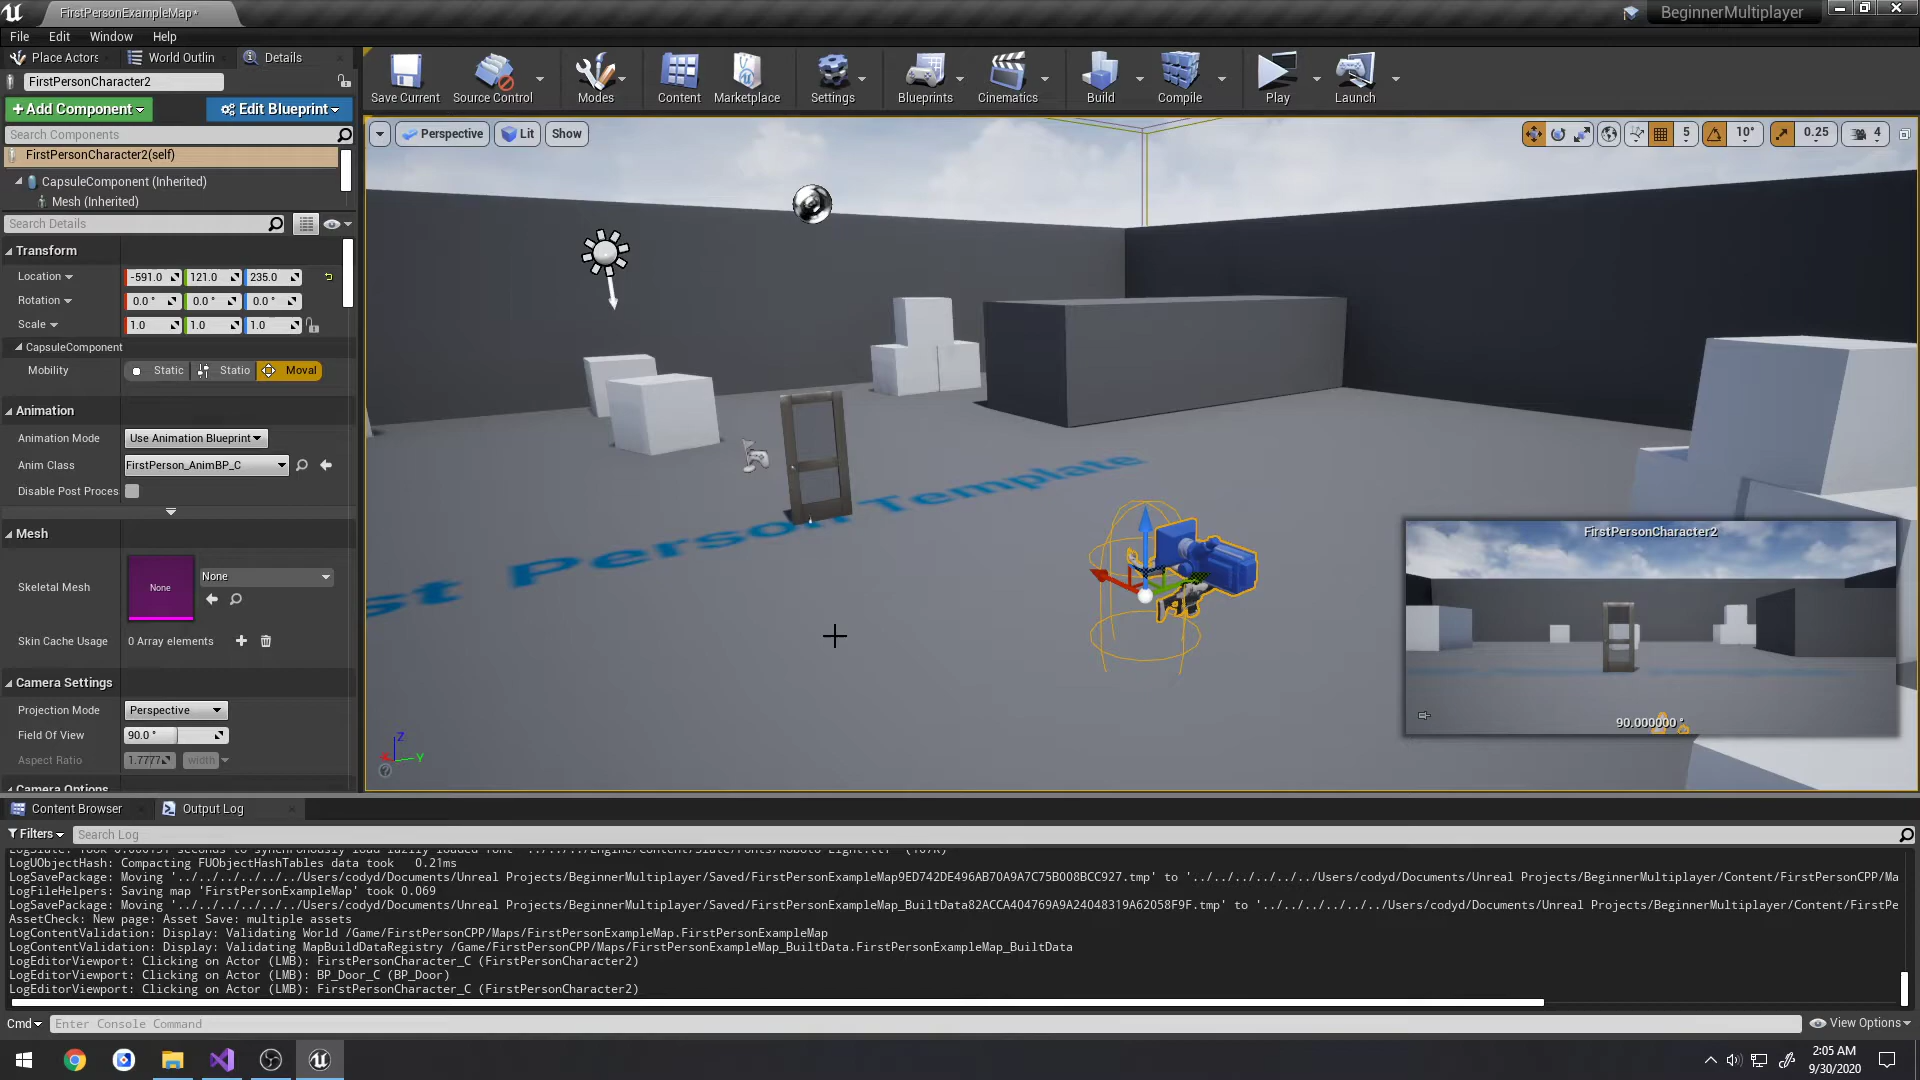 FirstPersonExampleMap*
BeginnerMultiplayer
File Edit Window Help
Place Actors World Outlin Details
FirstPersonCharacter2
+Add Component Edit Blueprint
Search Components
FirstPersonCharacter2(self)
CapsuleComponent (Inherited)
Mesh (Inherited)
Search Details
Transform
Location -591.0 121.0 235.0
Rotation 0.0 ° 0.0 ° 0.0 °
Scale 1.0 1.0 1.0
CapsuleComponent
Mobility Static Statio Moval
Animation
Animation Mode Use Animation Blueprint
Anim Class FirstPerson_AnimBP_C
Disable Post Proces
Mesh
Skeletal Mesh None None
Skin Cache Usage 0 Array elements
Camera Settings
Projection Mode Perspective
Field Of View 90.0 °
Aspect Ratio 1.7777 width
Camera Options
Save Current Source Control Modes Content Marketplace Settings Blueprints Cinematics Build Compile Play Launch
Perspective Lit Show
5 10° 0.25 4
st Person Template
FirstPersonCharacter2
90.000000 °
Z
X Y
Content Browser Output Log
Filters Search Log
LogUObjectHash: Compacting FUObjectHashTables data took   0.21ms
LogSavePackage: Moving '../../../../../../Users/codyd/Documents/Unreal Projects/BeginnerMultiplayer/Saved/FirstPersonExampleMap9ED742DE496AB70A9A7C75B008BCC927.tmp' to '../../../../../../Users/codyd/Documents/Unreal Projects/BeginnerMultiplayer/Content/FirstPersonCPP/Ma
LogFileHelpers: Saving map 'FirstPersonExampleMap' took 0.069
LogSavePackage: Moving '../../../../../../Users/codyd/Documents/Unreal Projects/BeginnerMultiplayer/Saved/FirstPersonExampleMap_BuiltData82ACCA404769A9A24048319A62058F9F.tmp' to '../../../../../../Users/codyd/Documents/Unreal Projects/BeginnerMultiplayer/Content/FirstPe
AssetCheck: New page: Asset Save: multiple assets
LogContentValidation: Display: Validating World /Game/FirstPersonCPP/Maps/FirstPersonExampleMap.FirstPersonExampleMap
LogContentValidation: Display: Validating MapBuildDataRegistry /Game/FirstPersonCPP/Maps/FirstPersonExampleMap_BuiltData.FirstPersonExampleMap_BuiltData
LogEditorViewport: Clicking on Actor (LMB): FirstPersonCharacter_C (FirstPersonCharacter2)
LogEditorViewport: Clicking on Actor (LMB): BP_Door_C (BP_Door)
LogEditorViewport: Clicking on Actor (LMB): FirstPersonCharacter_C (FirstPersonCharacter2)
Cmd Enter Console Command View Options
2:05 AM
9/30/2020